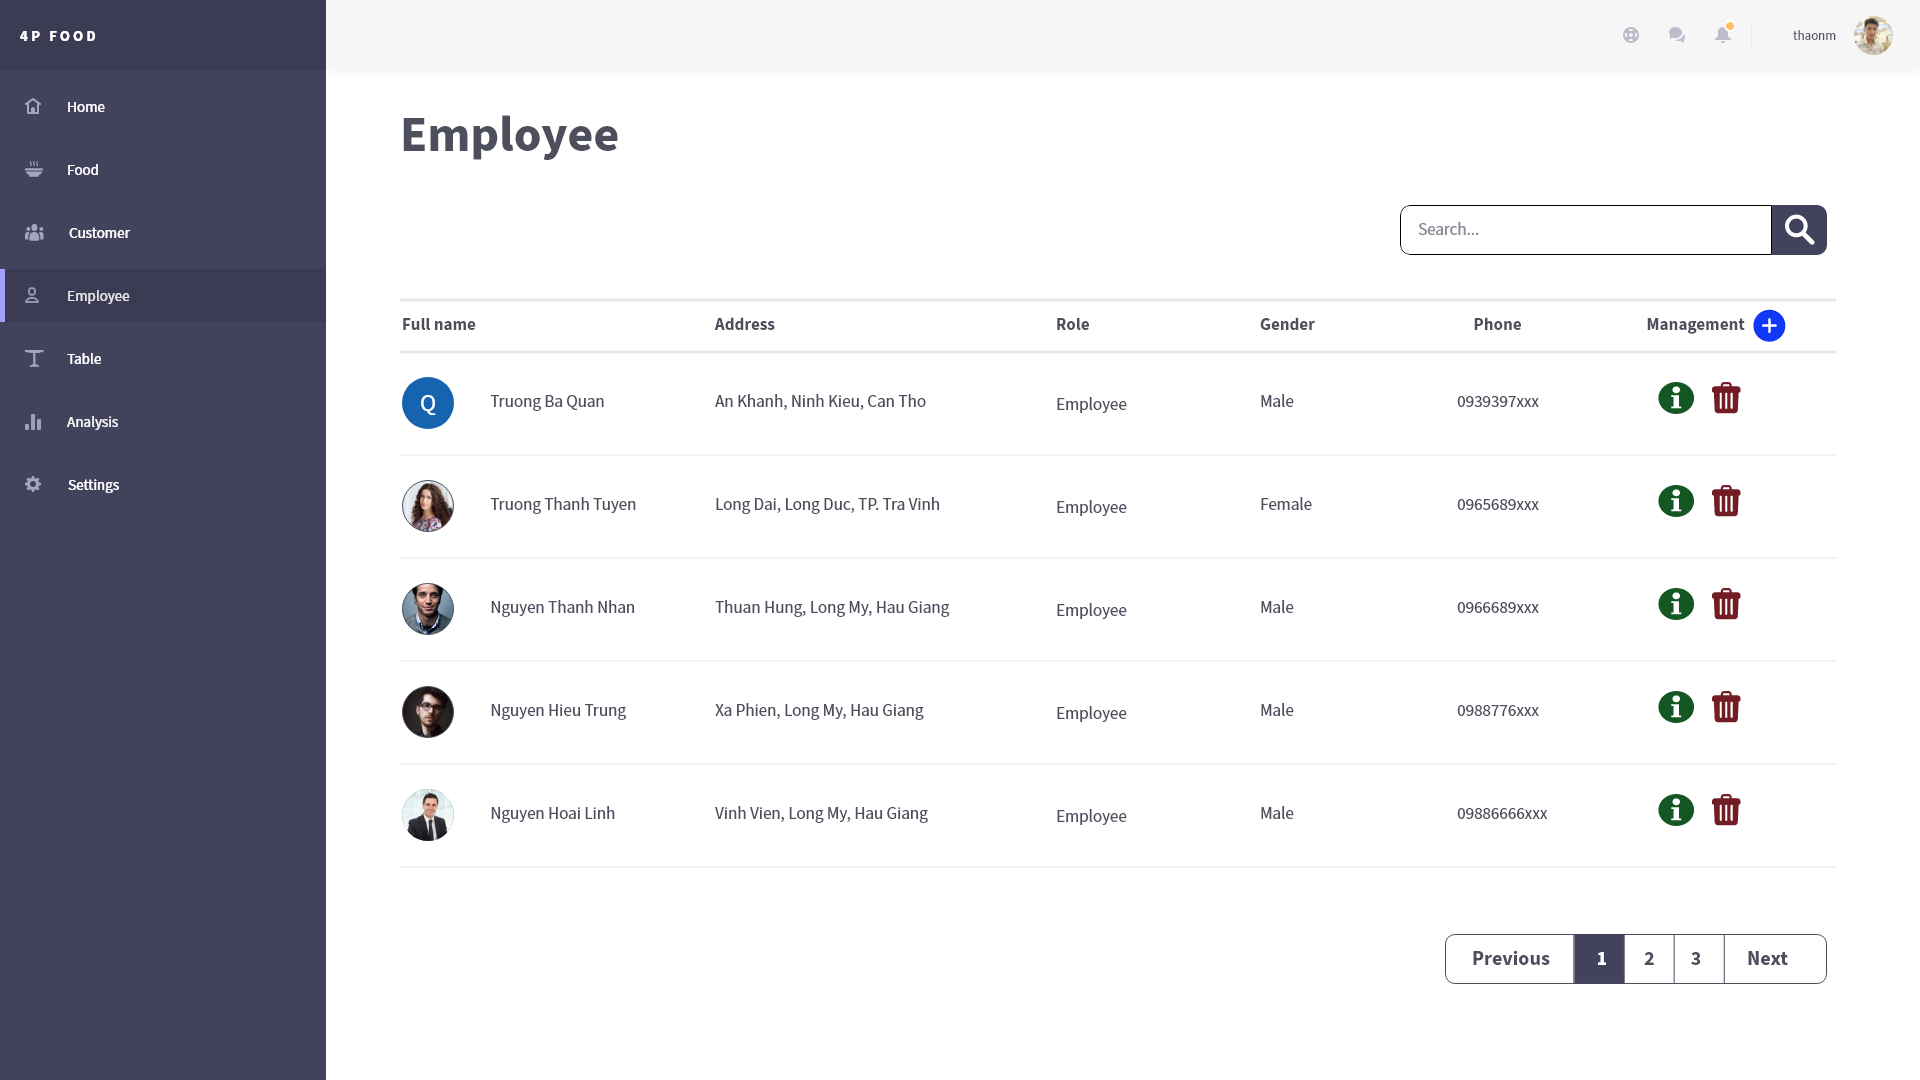 4P FOOD
thaonm
Home
Food
Customer
Employee
Table
Analysis
Settings
Employee
Search...
Full name Address Role Gender Phone Management
Q Truong Ba Quan An Khanh, Ninh Kieu, Can Tho Employee Male 0939397xxx
Truong Thanh Tuyen Long Dai, Long Duc, TP. Tra Vinh Employee Female 0965689xxx
Nguyen Thanh Nhan Thuan Hung, Long My, Hau Giang Employee Male 0966689xxx
Nguyen Hieu Trung Xa Phien, Long My, Hau Giang Employee Male 0988776xxx
Nguyen Hoai Linh Vinh Vien, Long My, Hau Giang Employee Male 09886666xxx
Previous 1 2 3 Next